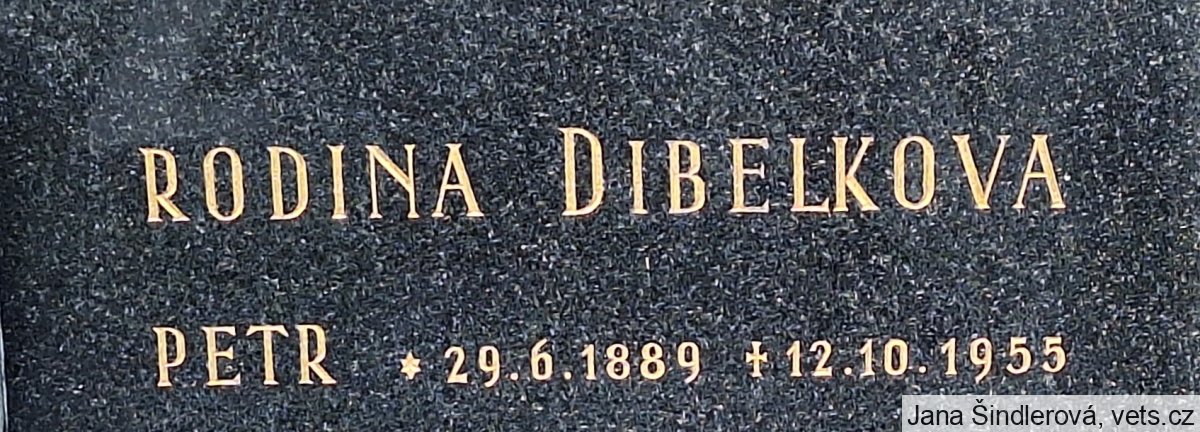 RODINA DIBELKOVA
PETR * 29.6.1889 †12.10.1955
Jana Šindlerová, vets.cz